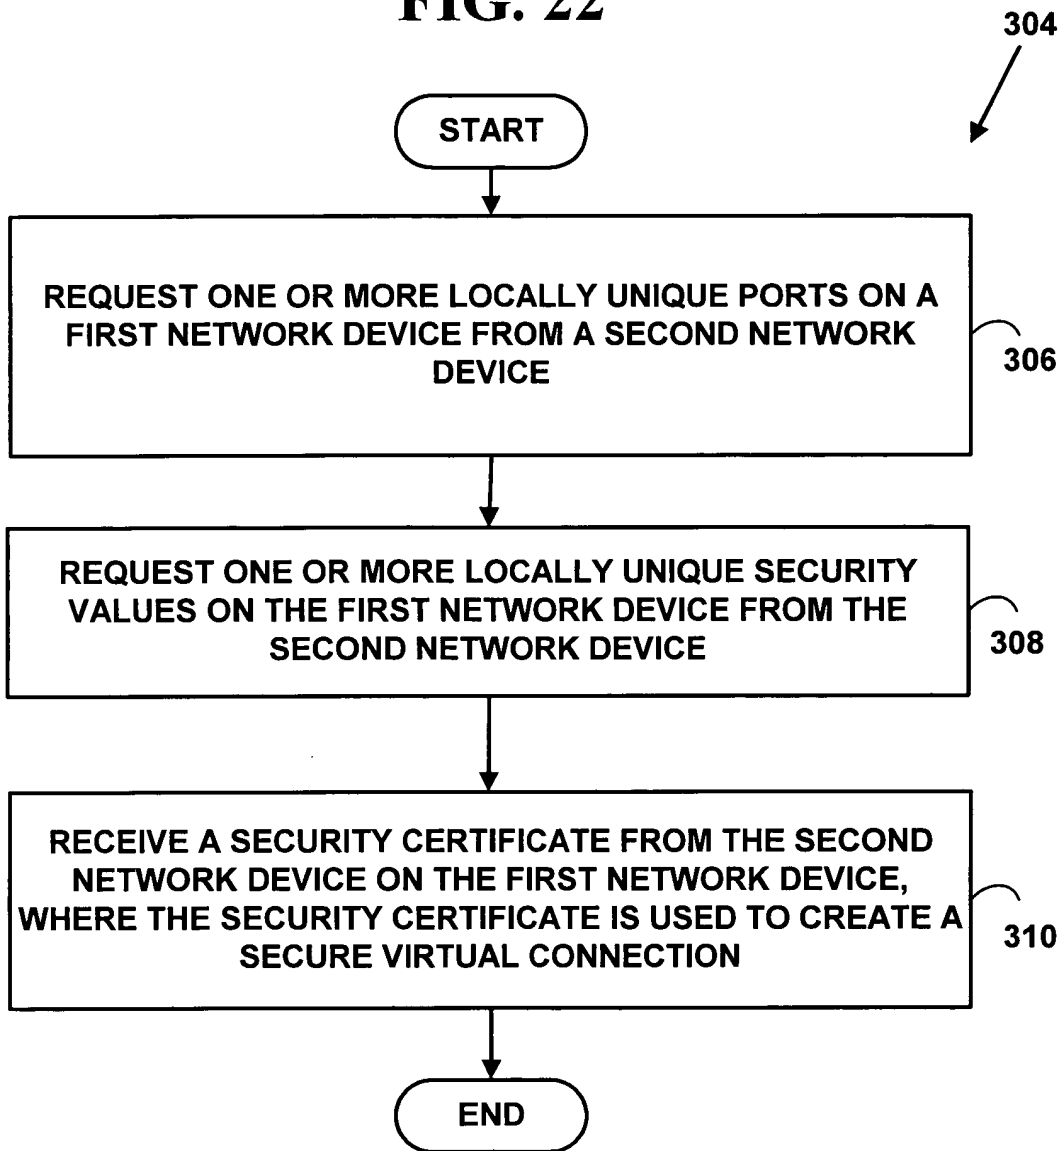 FIG. 22
304
START
REQUEST ONE OR MORE LOCALLY UNIQUE PORTS ON A
FIRST NETWORK DEVICE FROM A SECOND NETWORK
DEVICE
306
REQUEST ONE OR MORE LOCALLY UNIQUE SECURITY
VALUES ON THE FIRST NETWORK DEVICE FROM THE
SECOND NETWORK DEVICE
308
RECEIVE A SECURITY CERTIFICATE FROM THE SECOND
NETWORK DEVICE ON THE FIRST NETWORK DEVICE,
WHERE THE SECURITY CERTIFICATE IS USED TO CREATE A
SECURE VIRTUAL CONNECTION
310
END